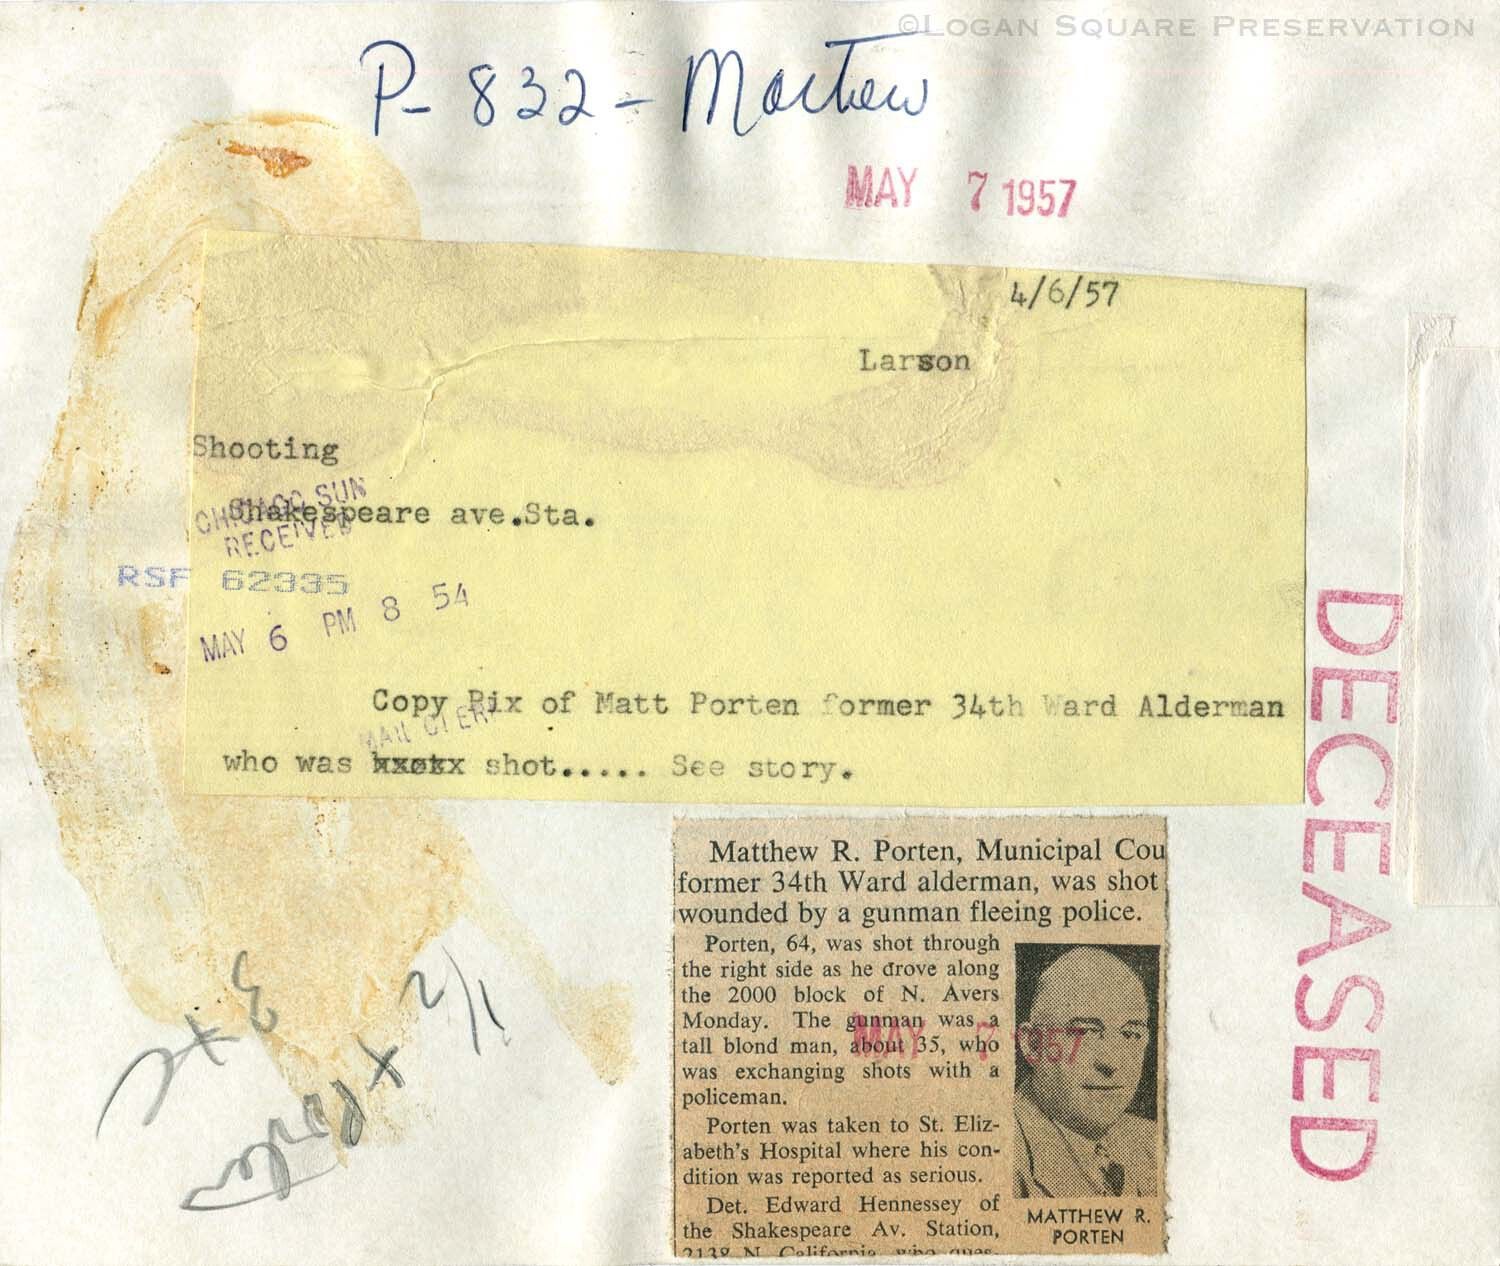 ©LOGAN SQUARE PRESERVATION
P-832-Matthew
MAY 7 1957
4/6/57
Larson
Shooting
CHICAGO SUN
Shakespeare ave.Sta.
RECEIVED
RSF 62335
MAY 6 PM 8 54
Copy Pix of Matt Porten former 34th Ward Alderman
MAIL CLERK
who was shot..... See story.
DECEASED
Matthew R. Porten, Municipal Cou
former 34th Ward alderman, was shot
wounded by a gunman fleeing police.
Porten, 64, was shot through
the right side as he drove along
the 2000 block of N. Avers
Monday. The gunman was a
tall blond man, about 35, who
was exchanging shots with a
policeman.
Porten was taken to St. Eliz-
abeth's Hospital where his con-
dition was reported as serious.
Det. Edward Hennessey of
the Shakespeare Av. Station,
2138 N. California, who ques-
MAY 7 1957
MATTHEW R.
PORTEN